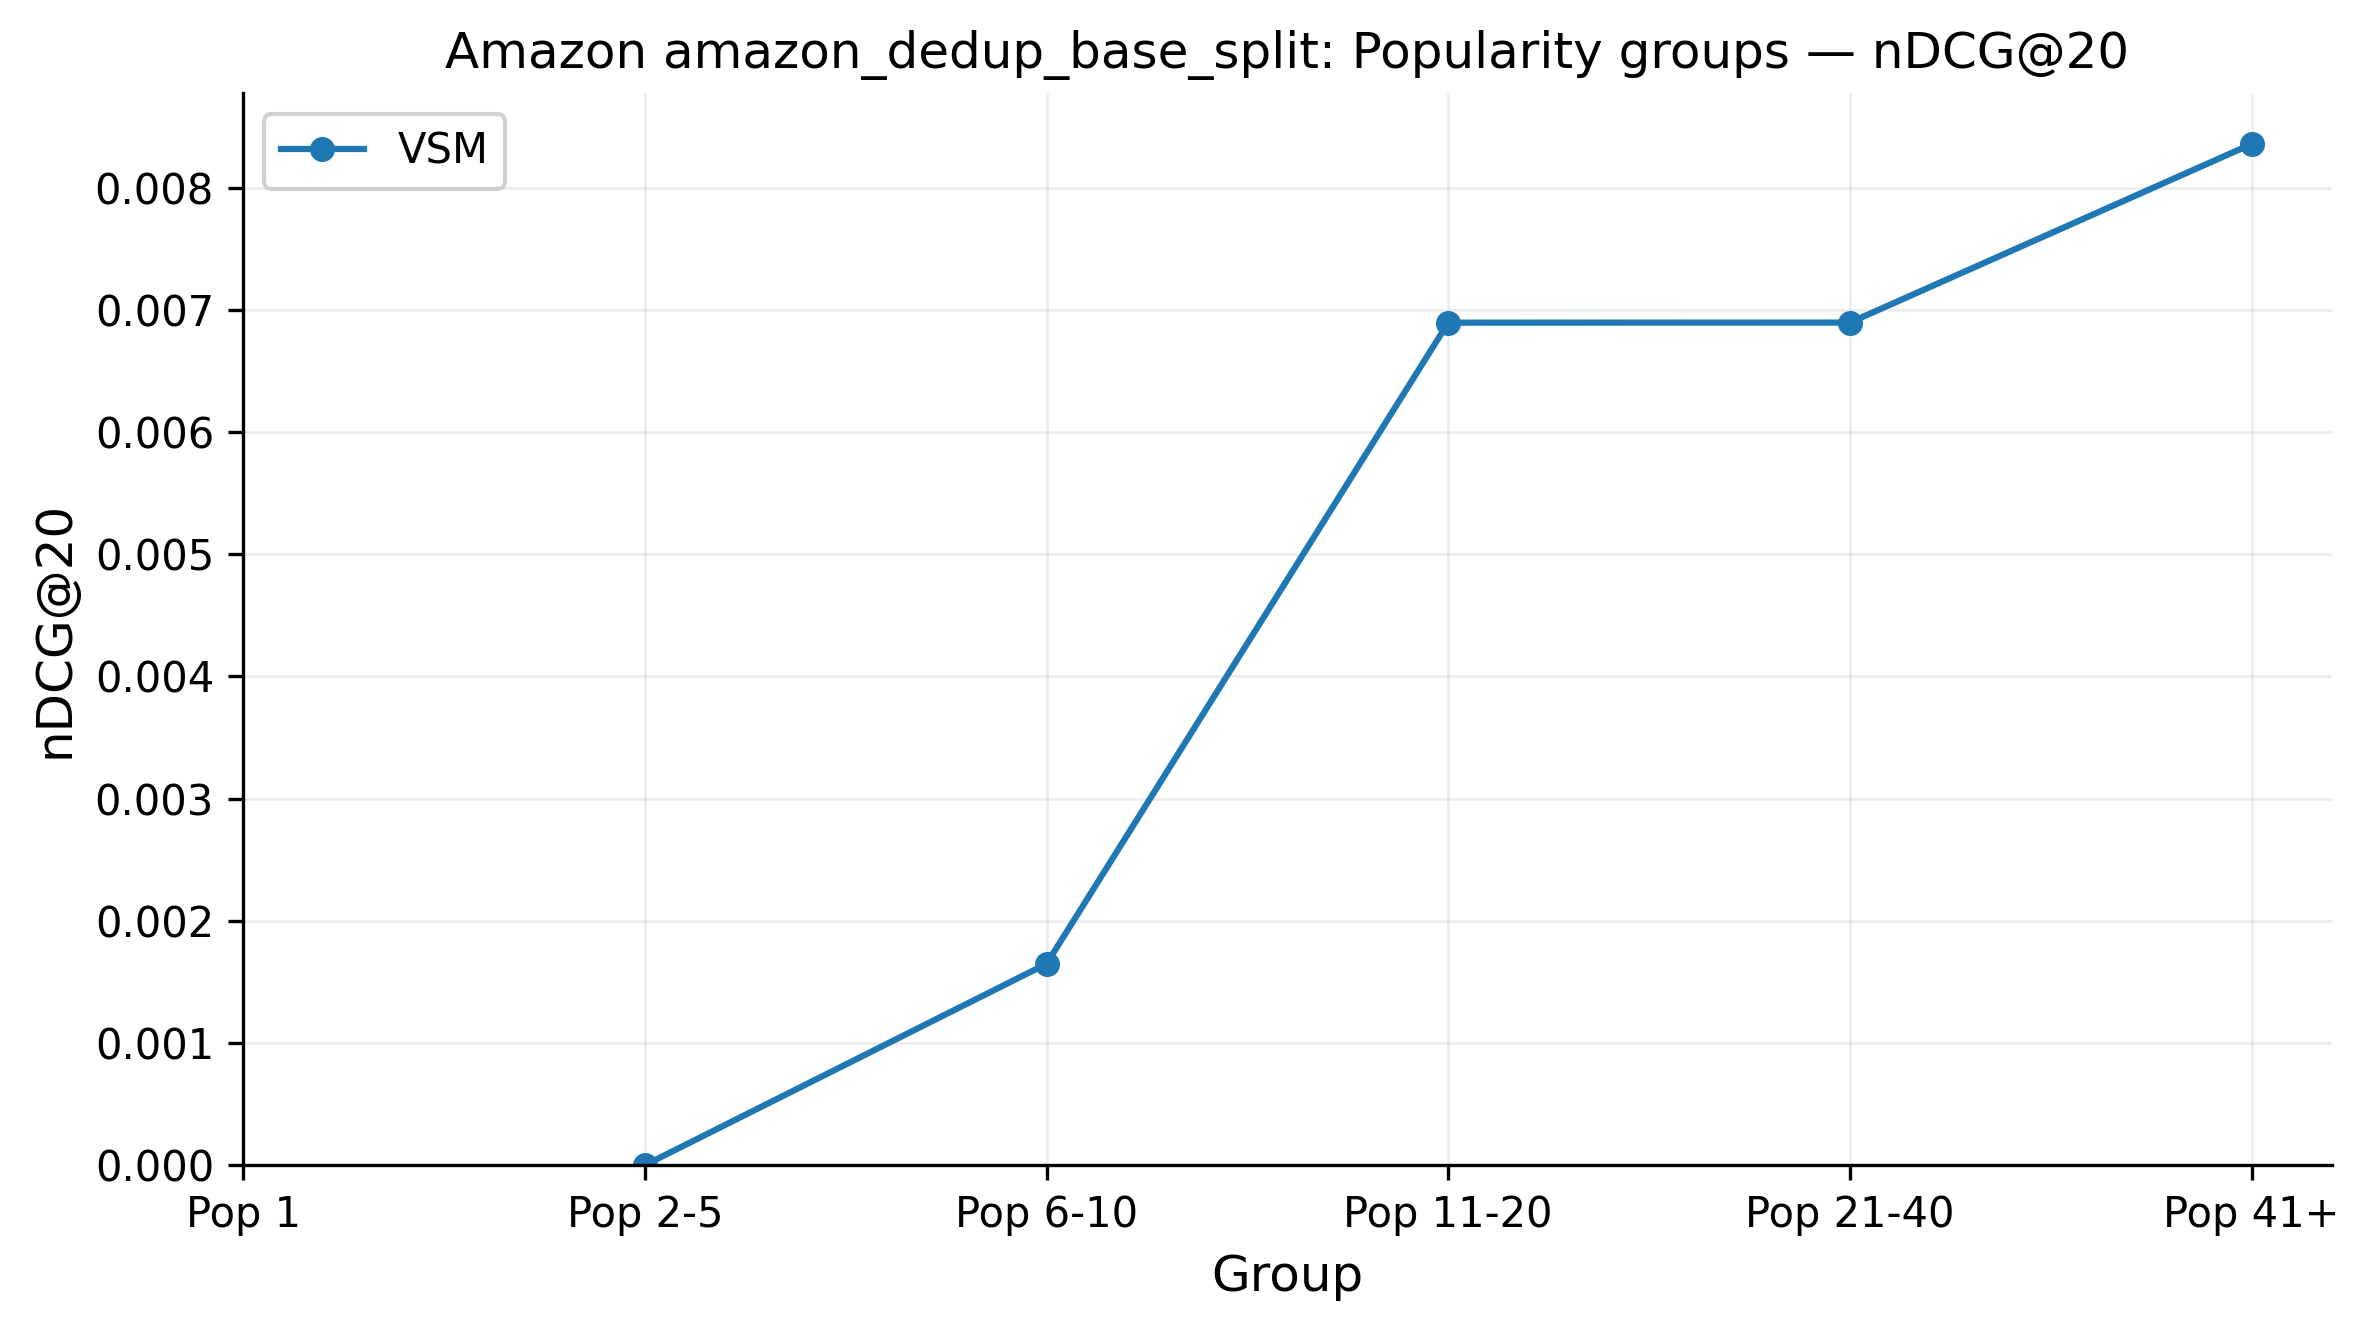 Amazon amazon_dedup_base_split: Popularity groups — nDCG@20
VSM
nDCG@20
0.008
0.007
0.006
0.005
0.004
0.003
0.002
0.001
0.000
Pop 1 Pop 2-5 Pop 6-10 Pop 11-20 Pop 21-40 Pop 41+
Group